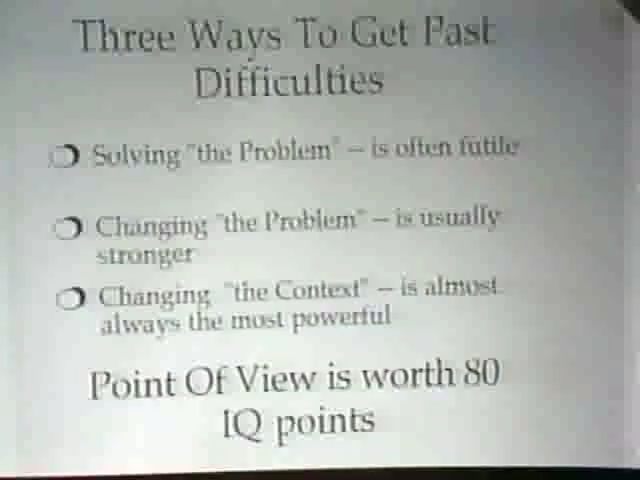 Three Ways To Get Past
Difficulties
Solving "the Problem" – is often futile
Changing "the Problem" – is usually
stronger
Changing "the Context" – is almost
always the most powerful
Point Of View is worth 80
IQ points